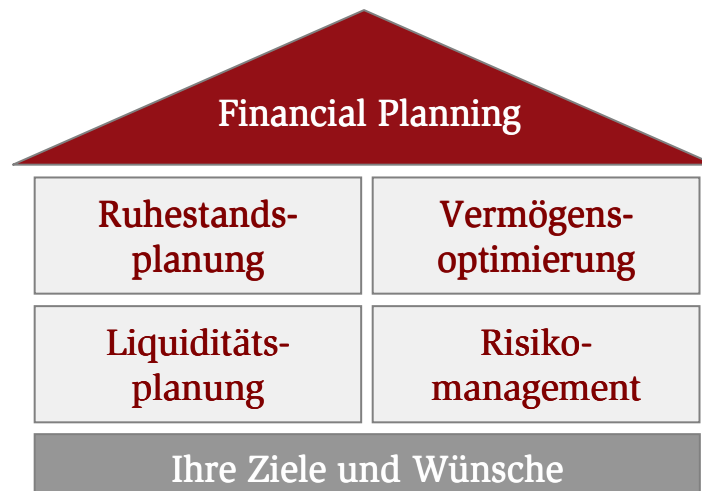 Financial Planning
Ruhestands-
planung
Vermögens-
optimierung
Liquiditäts-
planung
Risiko-
management
Ihre Ziele und Wünsche